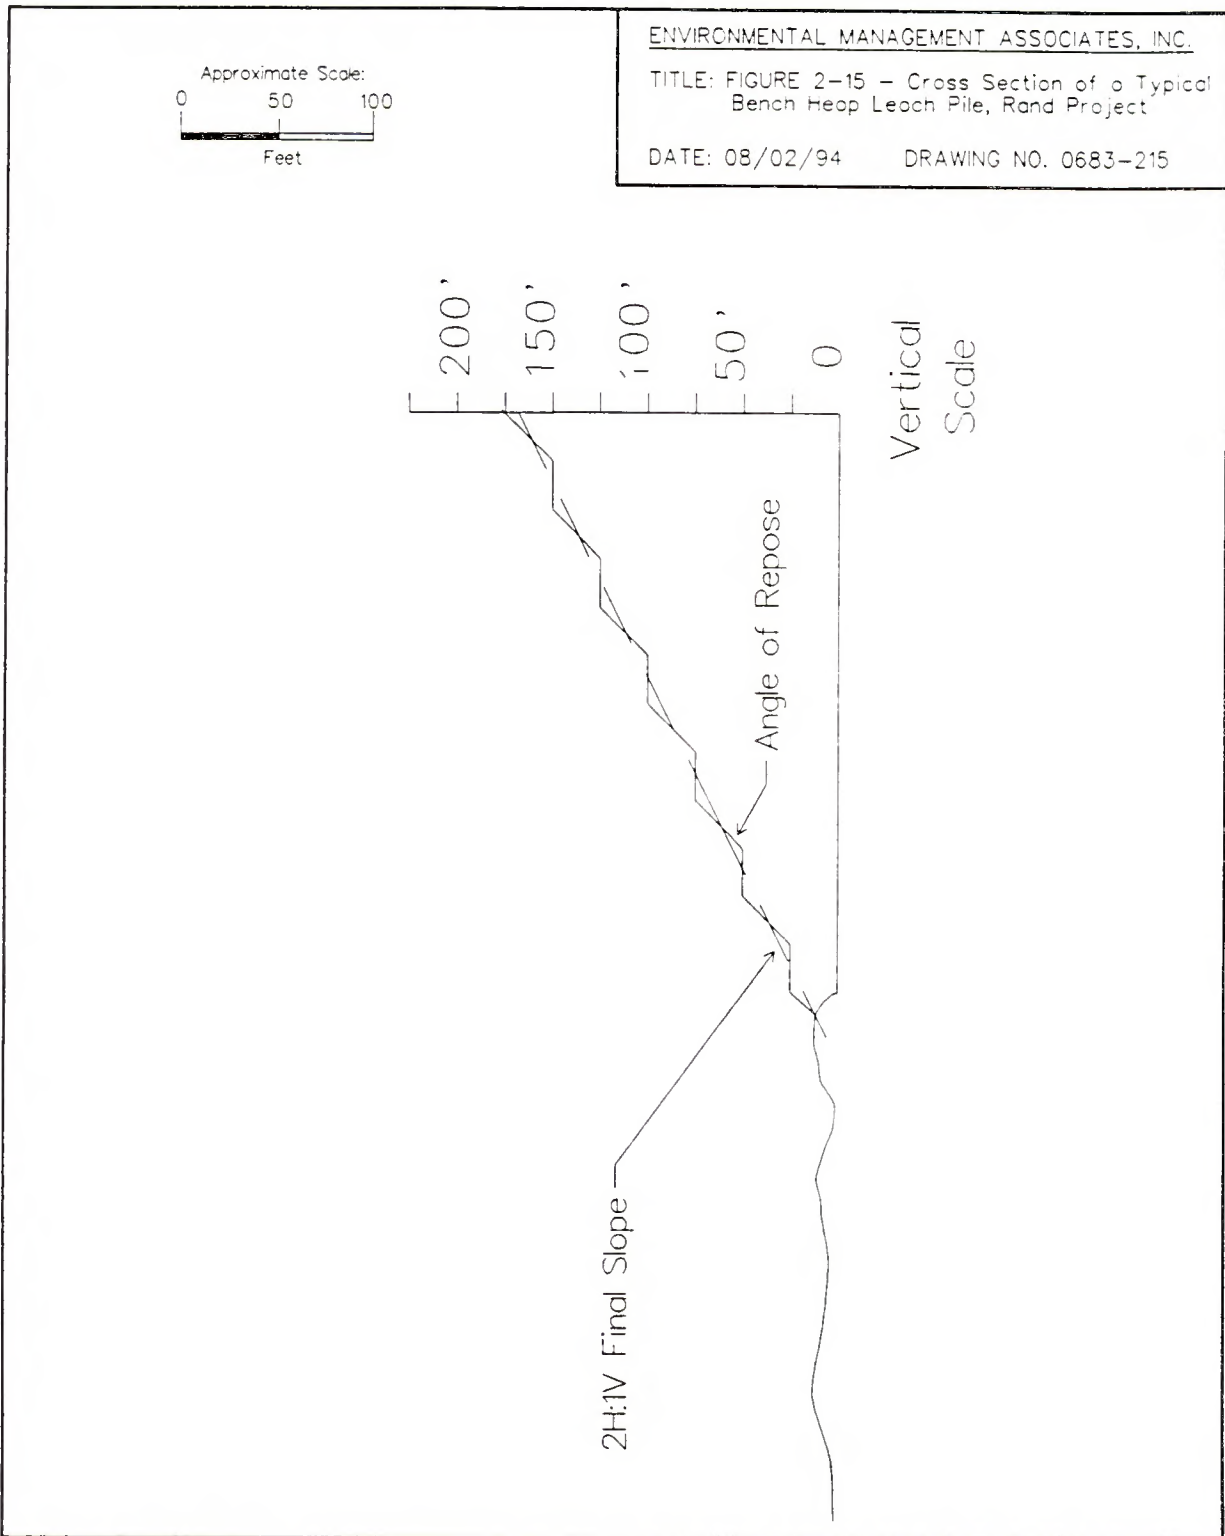 Approximate Scale:
0 50 100
Feet
ENVIRONMENTAL MANAGEMENT ASSOCIATES, INC.
TITLE: FIGURE 2-15 - Cross Section of a Typical
Bench Heap Leach Pile, Rand Project
DATE: 08/02/94 DRAWING NO. 0683-215
200'
150'
100'
50'
0
Vertical
Scale
Angle of Repose
2H:1V Final Slope